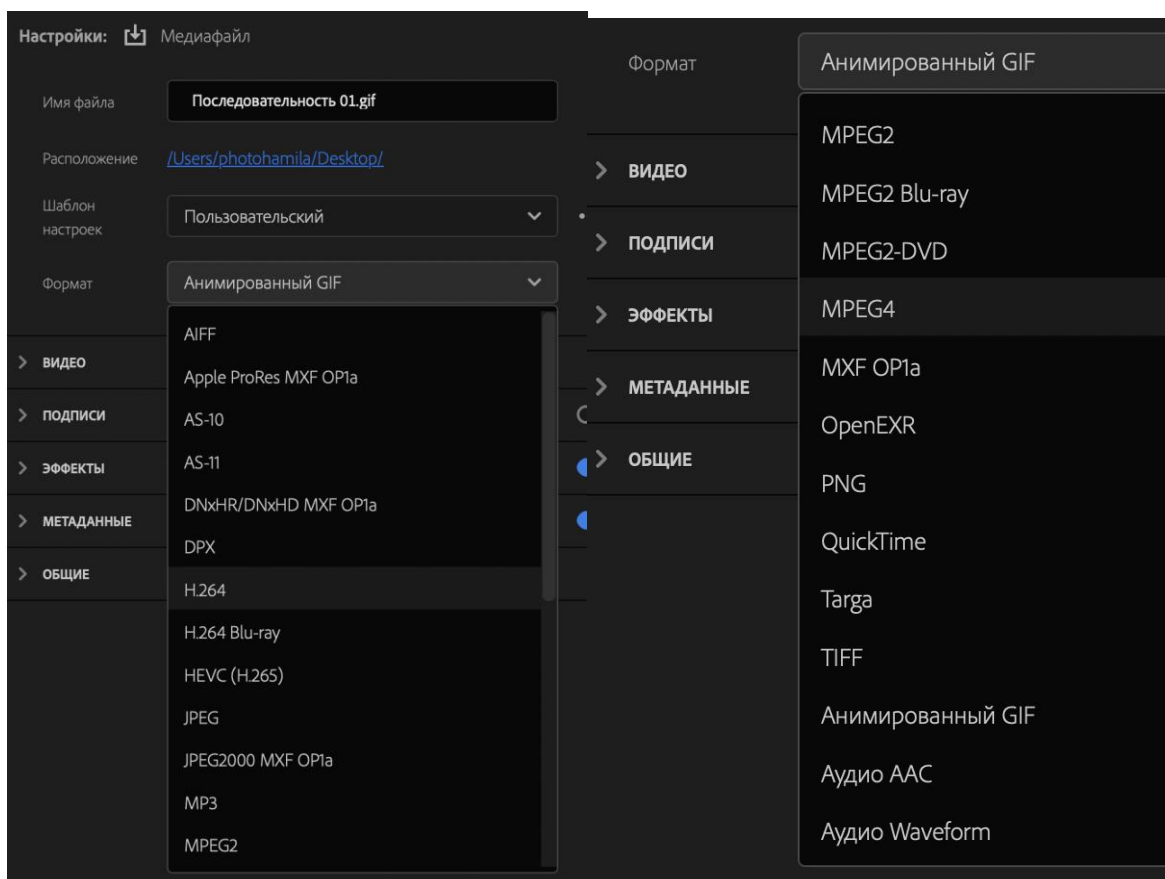 Настройки: Медиафайл
Имя файла
Последовательность 01.gif
Расположение
/Users/photohamila/Desktop/
Шаблон
настроек
Пользовательский
Формат
Анимированный GIF
AIFF
Apple ProRes MXF OP1a
AS-10
AS-11
DNxHR/DNxHD MXF OP1a
DPX
H.264
H.264 Blu-ray
HEVC (H.265)
JPEG
JPEG2000 MXF OP1a
MP3
MPEG2
ВИДЕО
ПОДПИСИ
ЭФФЕКТЫ
МЕТАДАННЫЕ
ОБЩИЕ
Формат
Анимированный GIF
MPEG2
MPEG2 Blu-ray
MPEG2-DVD
MPEG4
MXF OP1a
OpenEXR
PNG
QuickTime
Targa
TIFF
Анимированный GIF
Аудио AAC
Аудио Waveform
ВИДЕО
ПОДПИСИ
ЭФФЕКТЫ
МЕТАДАННЫЕ
ОБЩИЕ